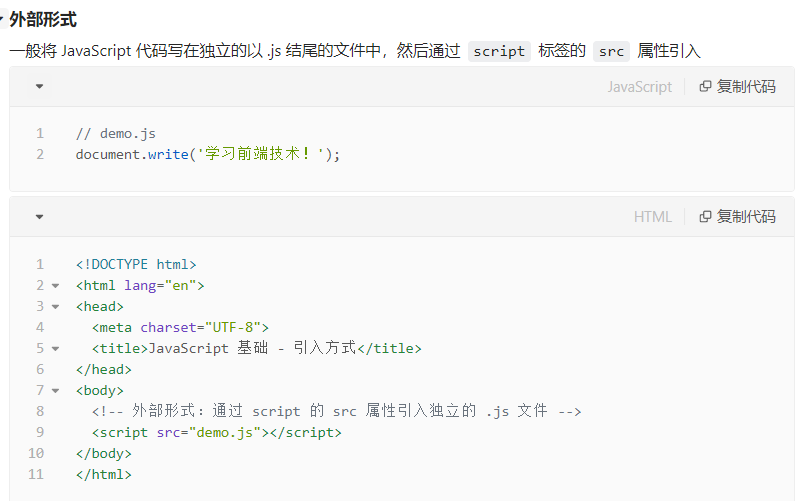 外部形式
一般将 JavaScript 代码写在独立的以 .js 结尾的文件中，然后通过 script 标签的 src 属性引入
JavaScript 复制代码
1 // demo.js
2 document.write('学习前端技术！');
HTML 复制代码
1 <!DOCTYPE html>
2 <html lang="en">
3 <head>
4   <meta charset="UTF-8">
5   <title>JavaScript 基础 - 引入方式</title>
6 </head>
7 <body>
8   <!-- 外部形式：通过 script 的 src 属性引入独立的 .js 文件 -->
9   <script src="demo.js"></script>
10 </body>
11 </html>